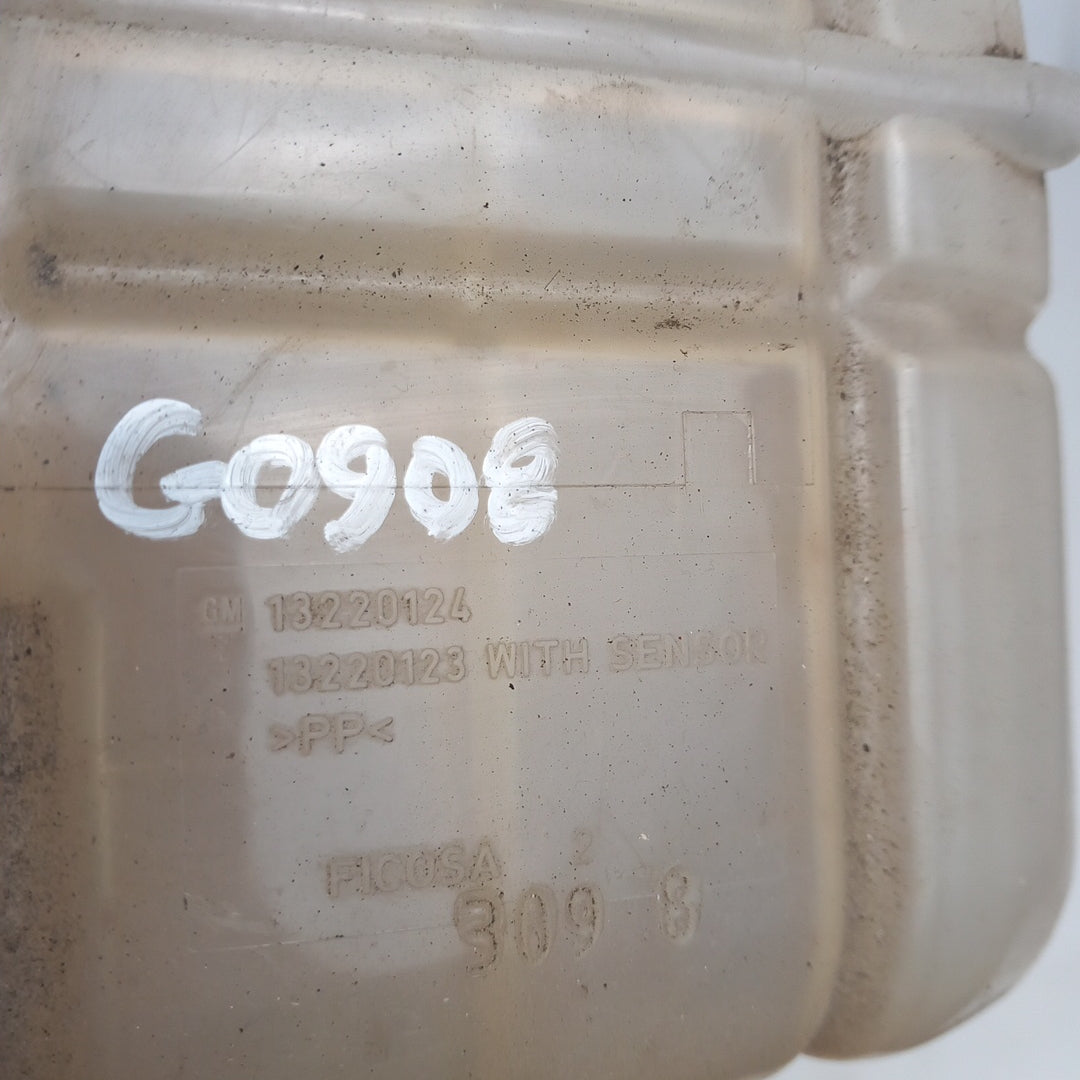 G0908
GM 13220124
13220123 WITH SENSOR
>PP<
FICOSA 2
309 8